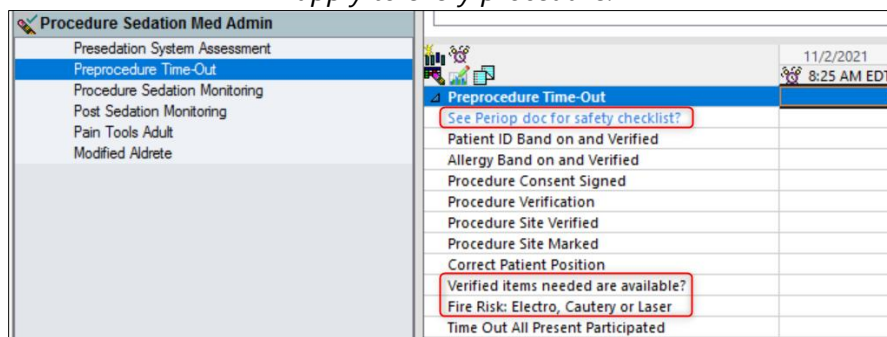 Procedure Sedation Med Admin
Presedation System Assessment
Preprocedure Time-Out
Procedure Sedation Monitoring
Post Sedation Monitoring
Pain Tools Adult
Modified Aldrete
11/2/2021
8:25 AM EDT
Preprocedure Time-Out
See Periop doc for safety checklist?
Patient ID Band on and Verified
Allergy Band on and Verified
Procedure Consent Signed
Procedure Verification
Procedure Site Verified
Procedure Site Marked
Correct Patient Position
Verified items needed are available?
Fire Risk: Electro, Cautery or Laser
Time Out All Present Participated